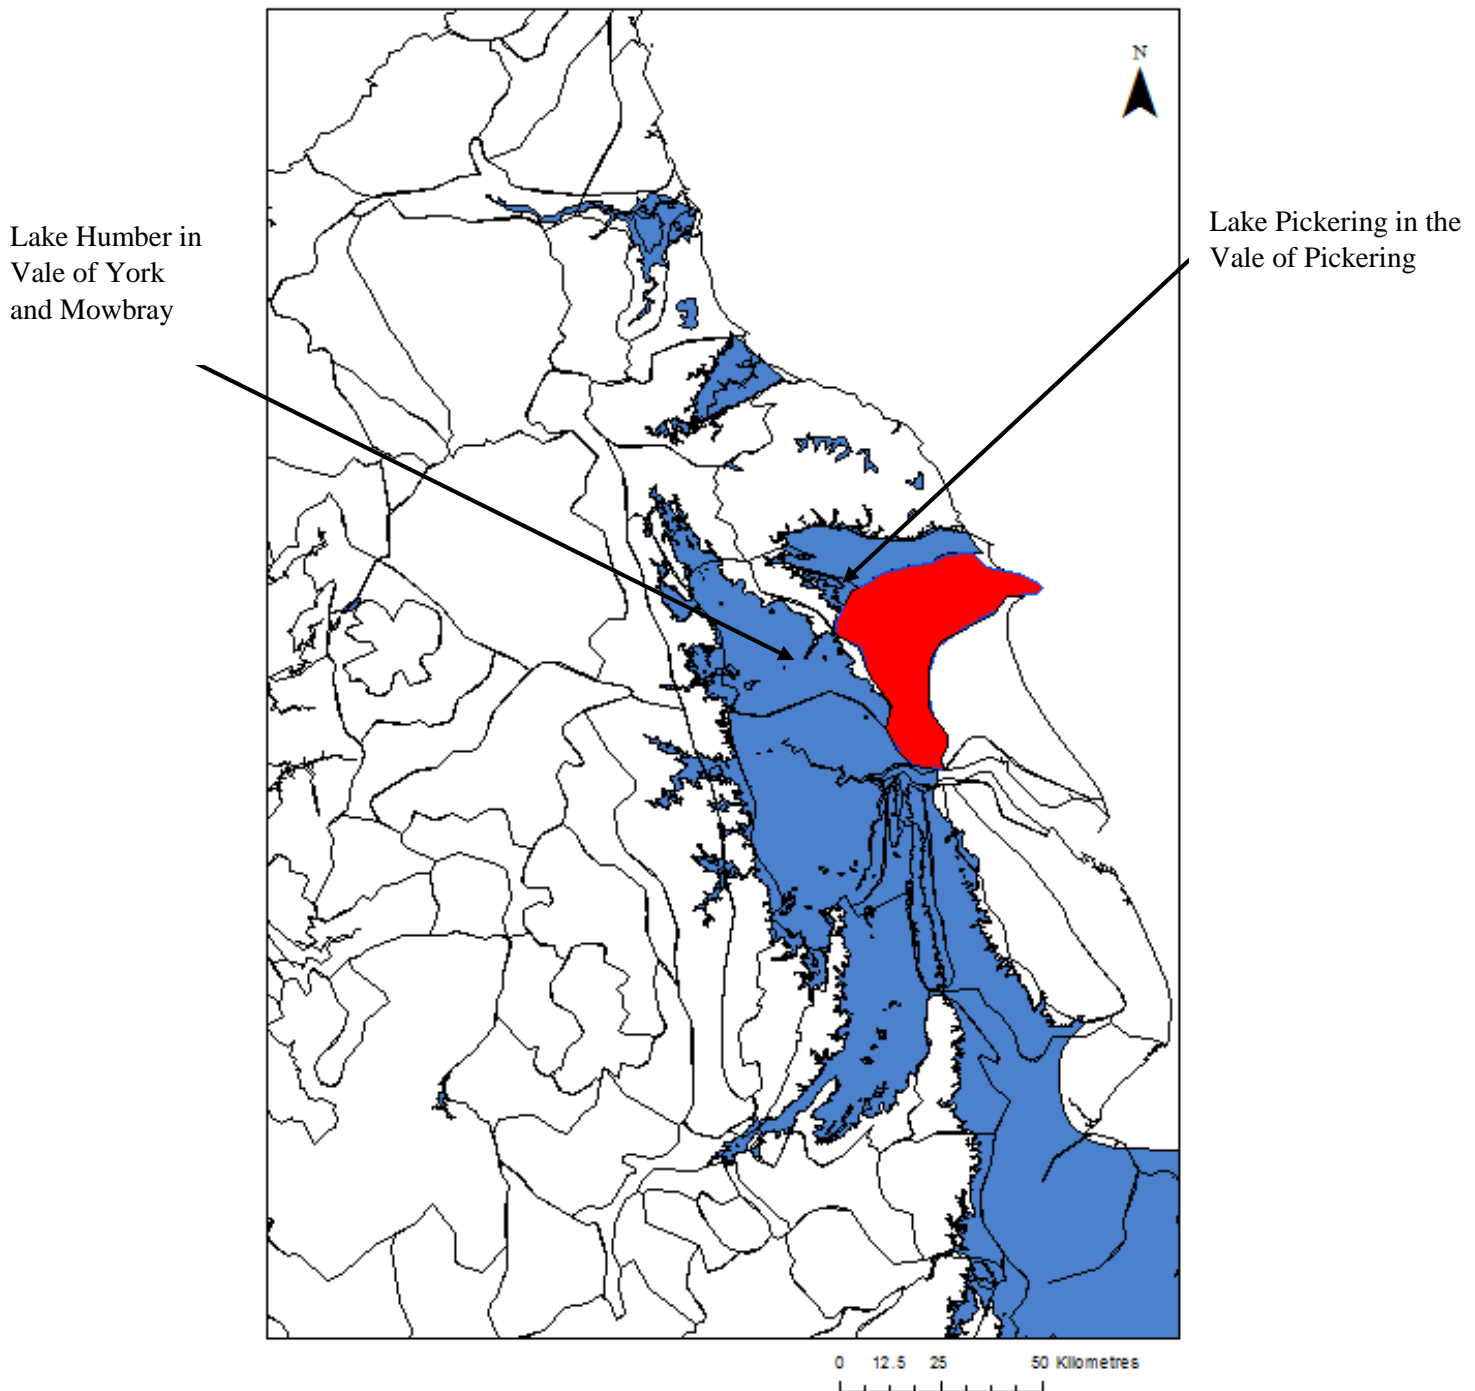 N
Lake Humber in
Vale of York
and Mowbray
Lake Pickering in the
Vale of Pickering
0 12.5 25 50 Kilometres